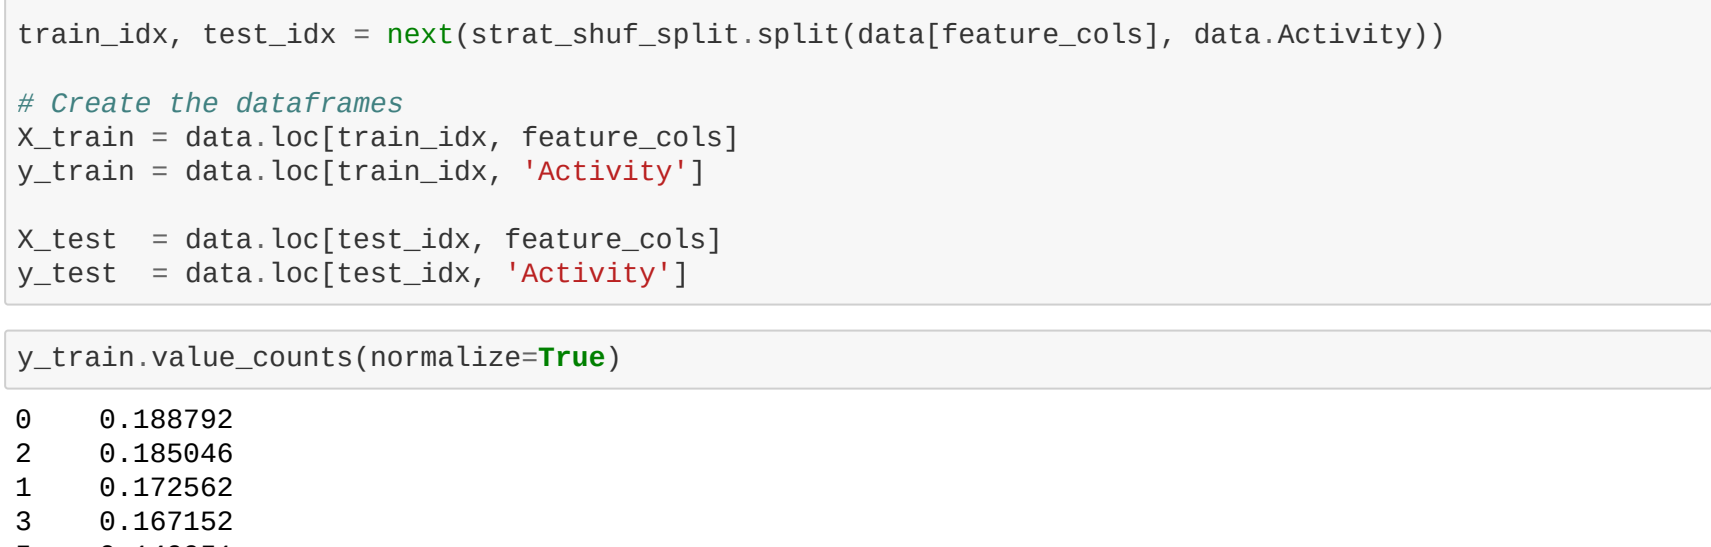 train_idx, test_idx = next(strat_shuf_split.split(data[feature_cols], data.Activity))
# Create the dataframes
X_train = data.loc[train_idx, feature_cols]
y_train = data.loc[train_idx, 'Activity']
X_test  = data.loc[test_idx, feature_cols]
y_test  = data.loc[test_idx, 'Activity']
y_train.value_counts(normalize=True)
0    0.188792
2    0.185046
1    0.172562
3    0.167152